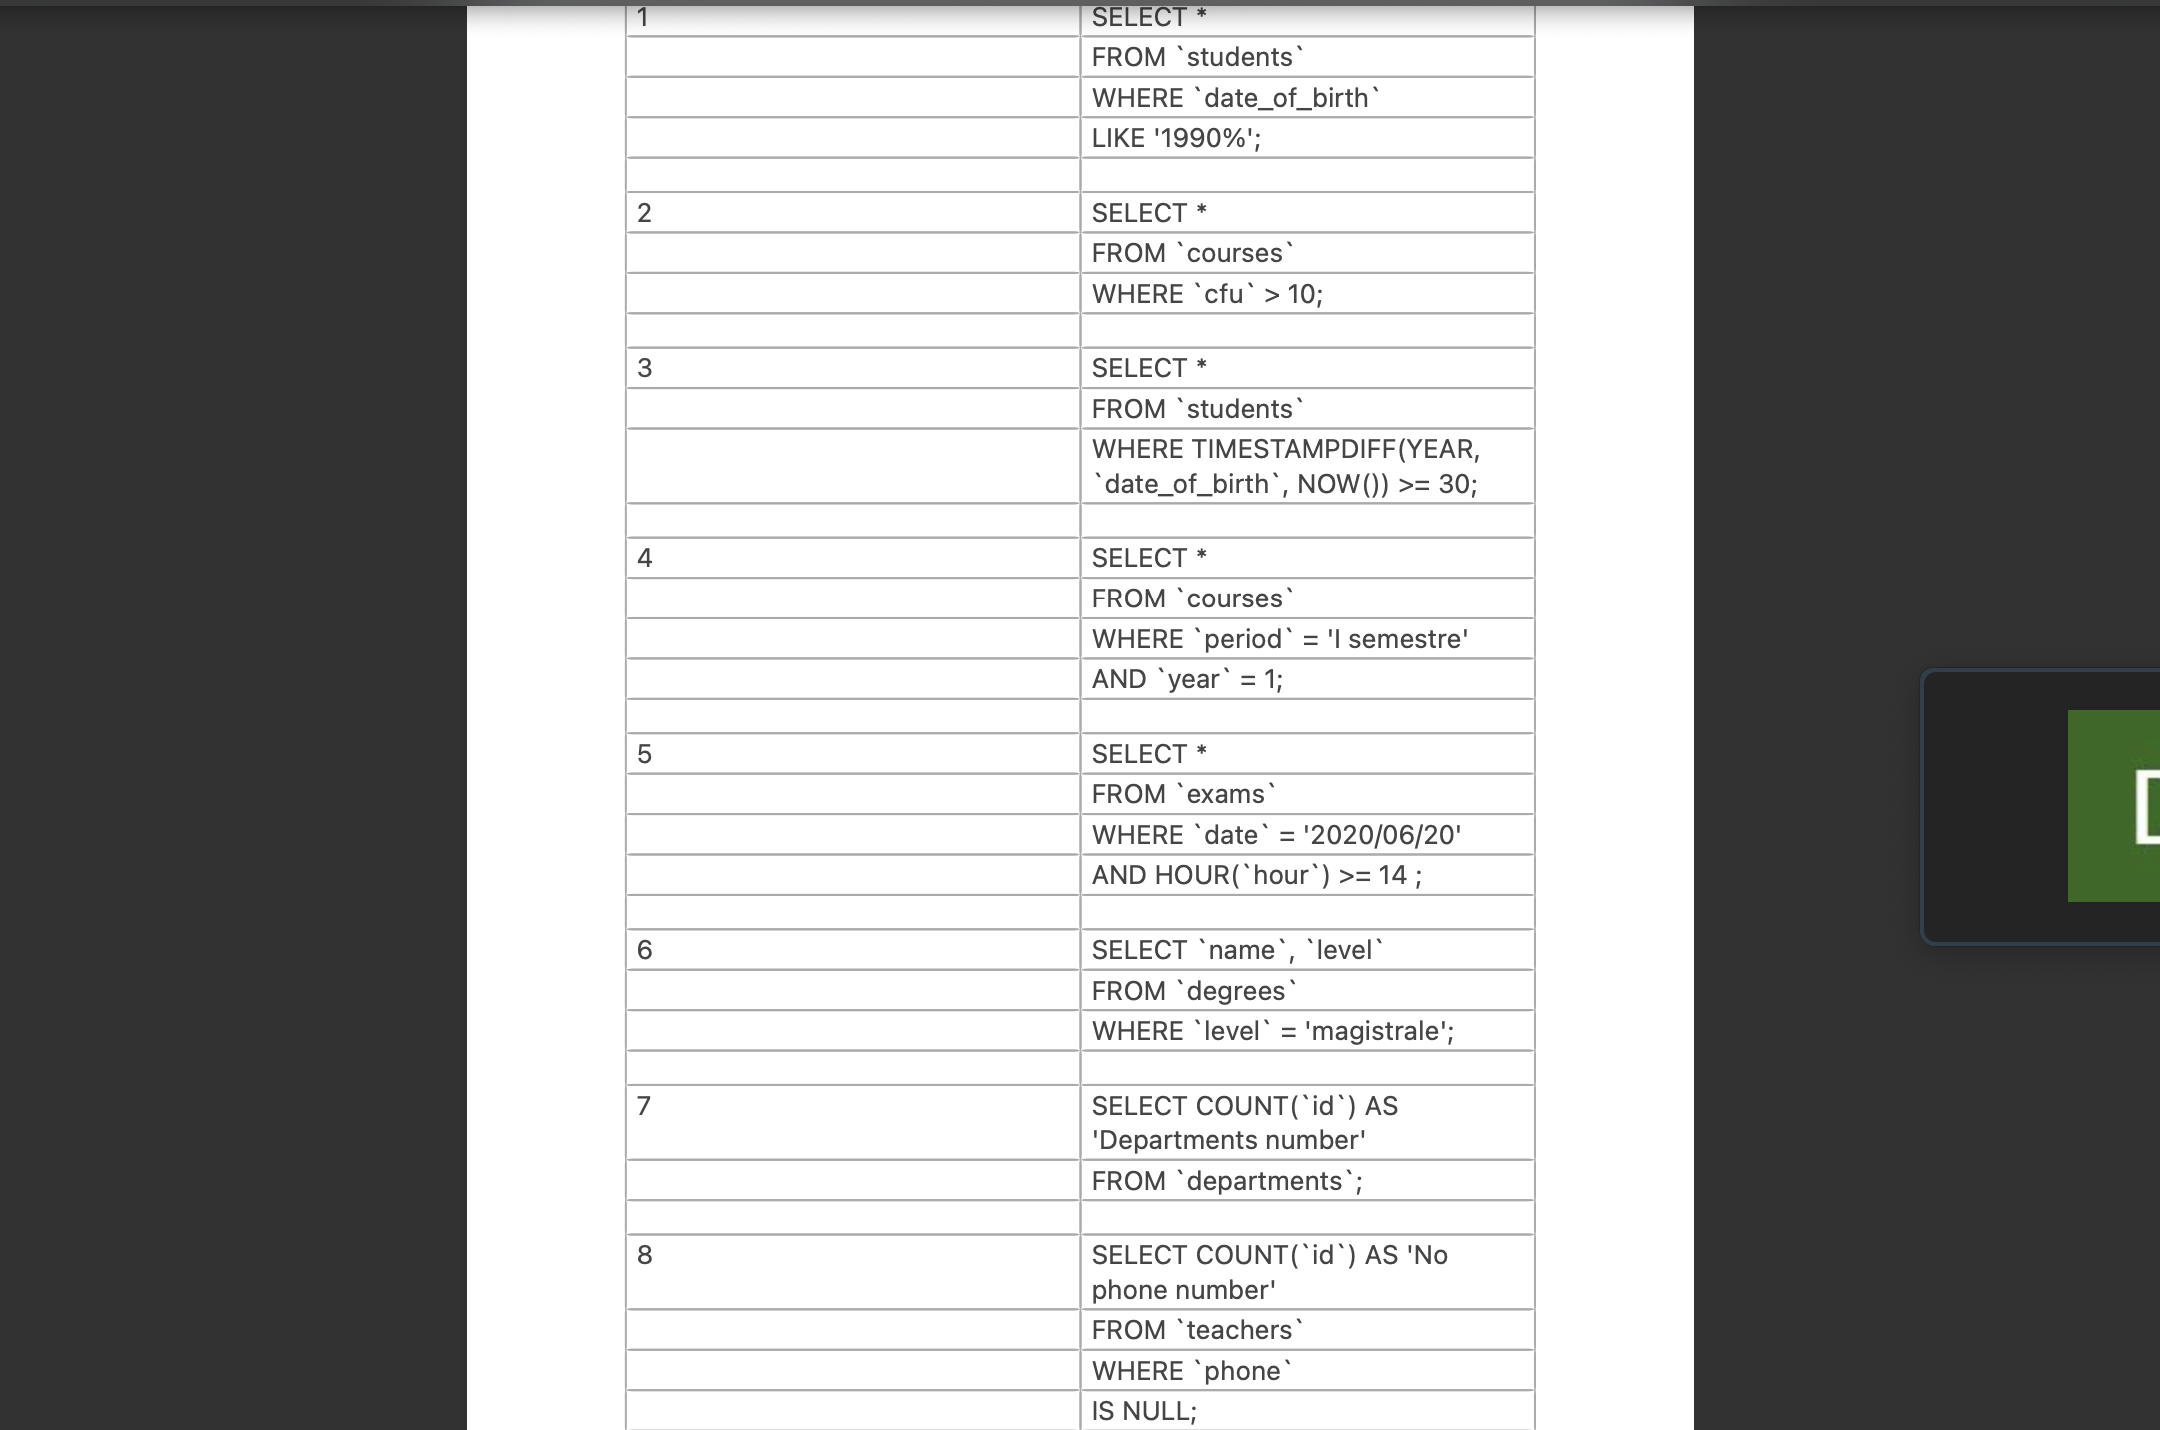 1 SELECT *
FROM `students`
WHERE `date_of_birth`
LIKE '1990%';
2 SELECT *
FROM `courses`
WHERE `cfu` > 10;
3 SELECT *
FROM `students`
WHERE TIMESTAMPDIFF(YEAR,
`date_of_birth`, NOW()) >= 30;
4 SELECT *
FROM `courses`
WHERE `period` = 'I semestre'
AND `year` = 1;
5 SELECT *
FROM `exams`
WHERE `date` = '2020/06/20'
AND HOUR(`hour`) >= 14 ;
6 SELECT `name`, `level`
FROM `degrees`
WHERE `level` = 'magistrale';
7 SELECT COUNT(`id`) AS
'Departments number'
FROM `departments`;
8 SELECT COUNT(`id`) AS 'No
phone number'
FROM `teachers`
WHERE `phone`
IS NULL;